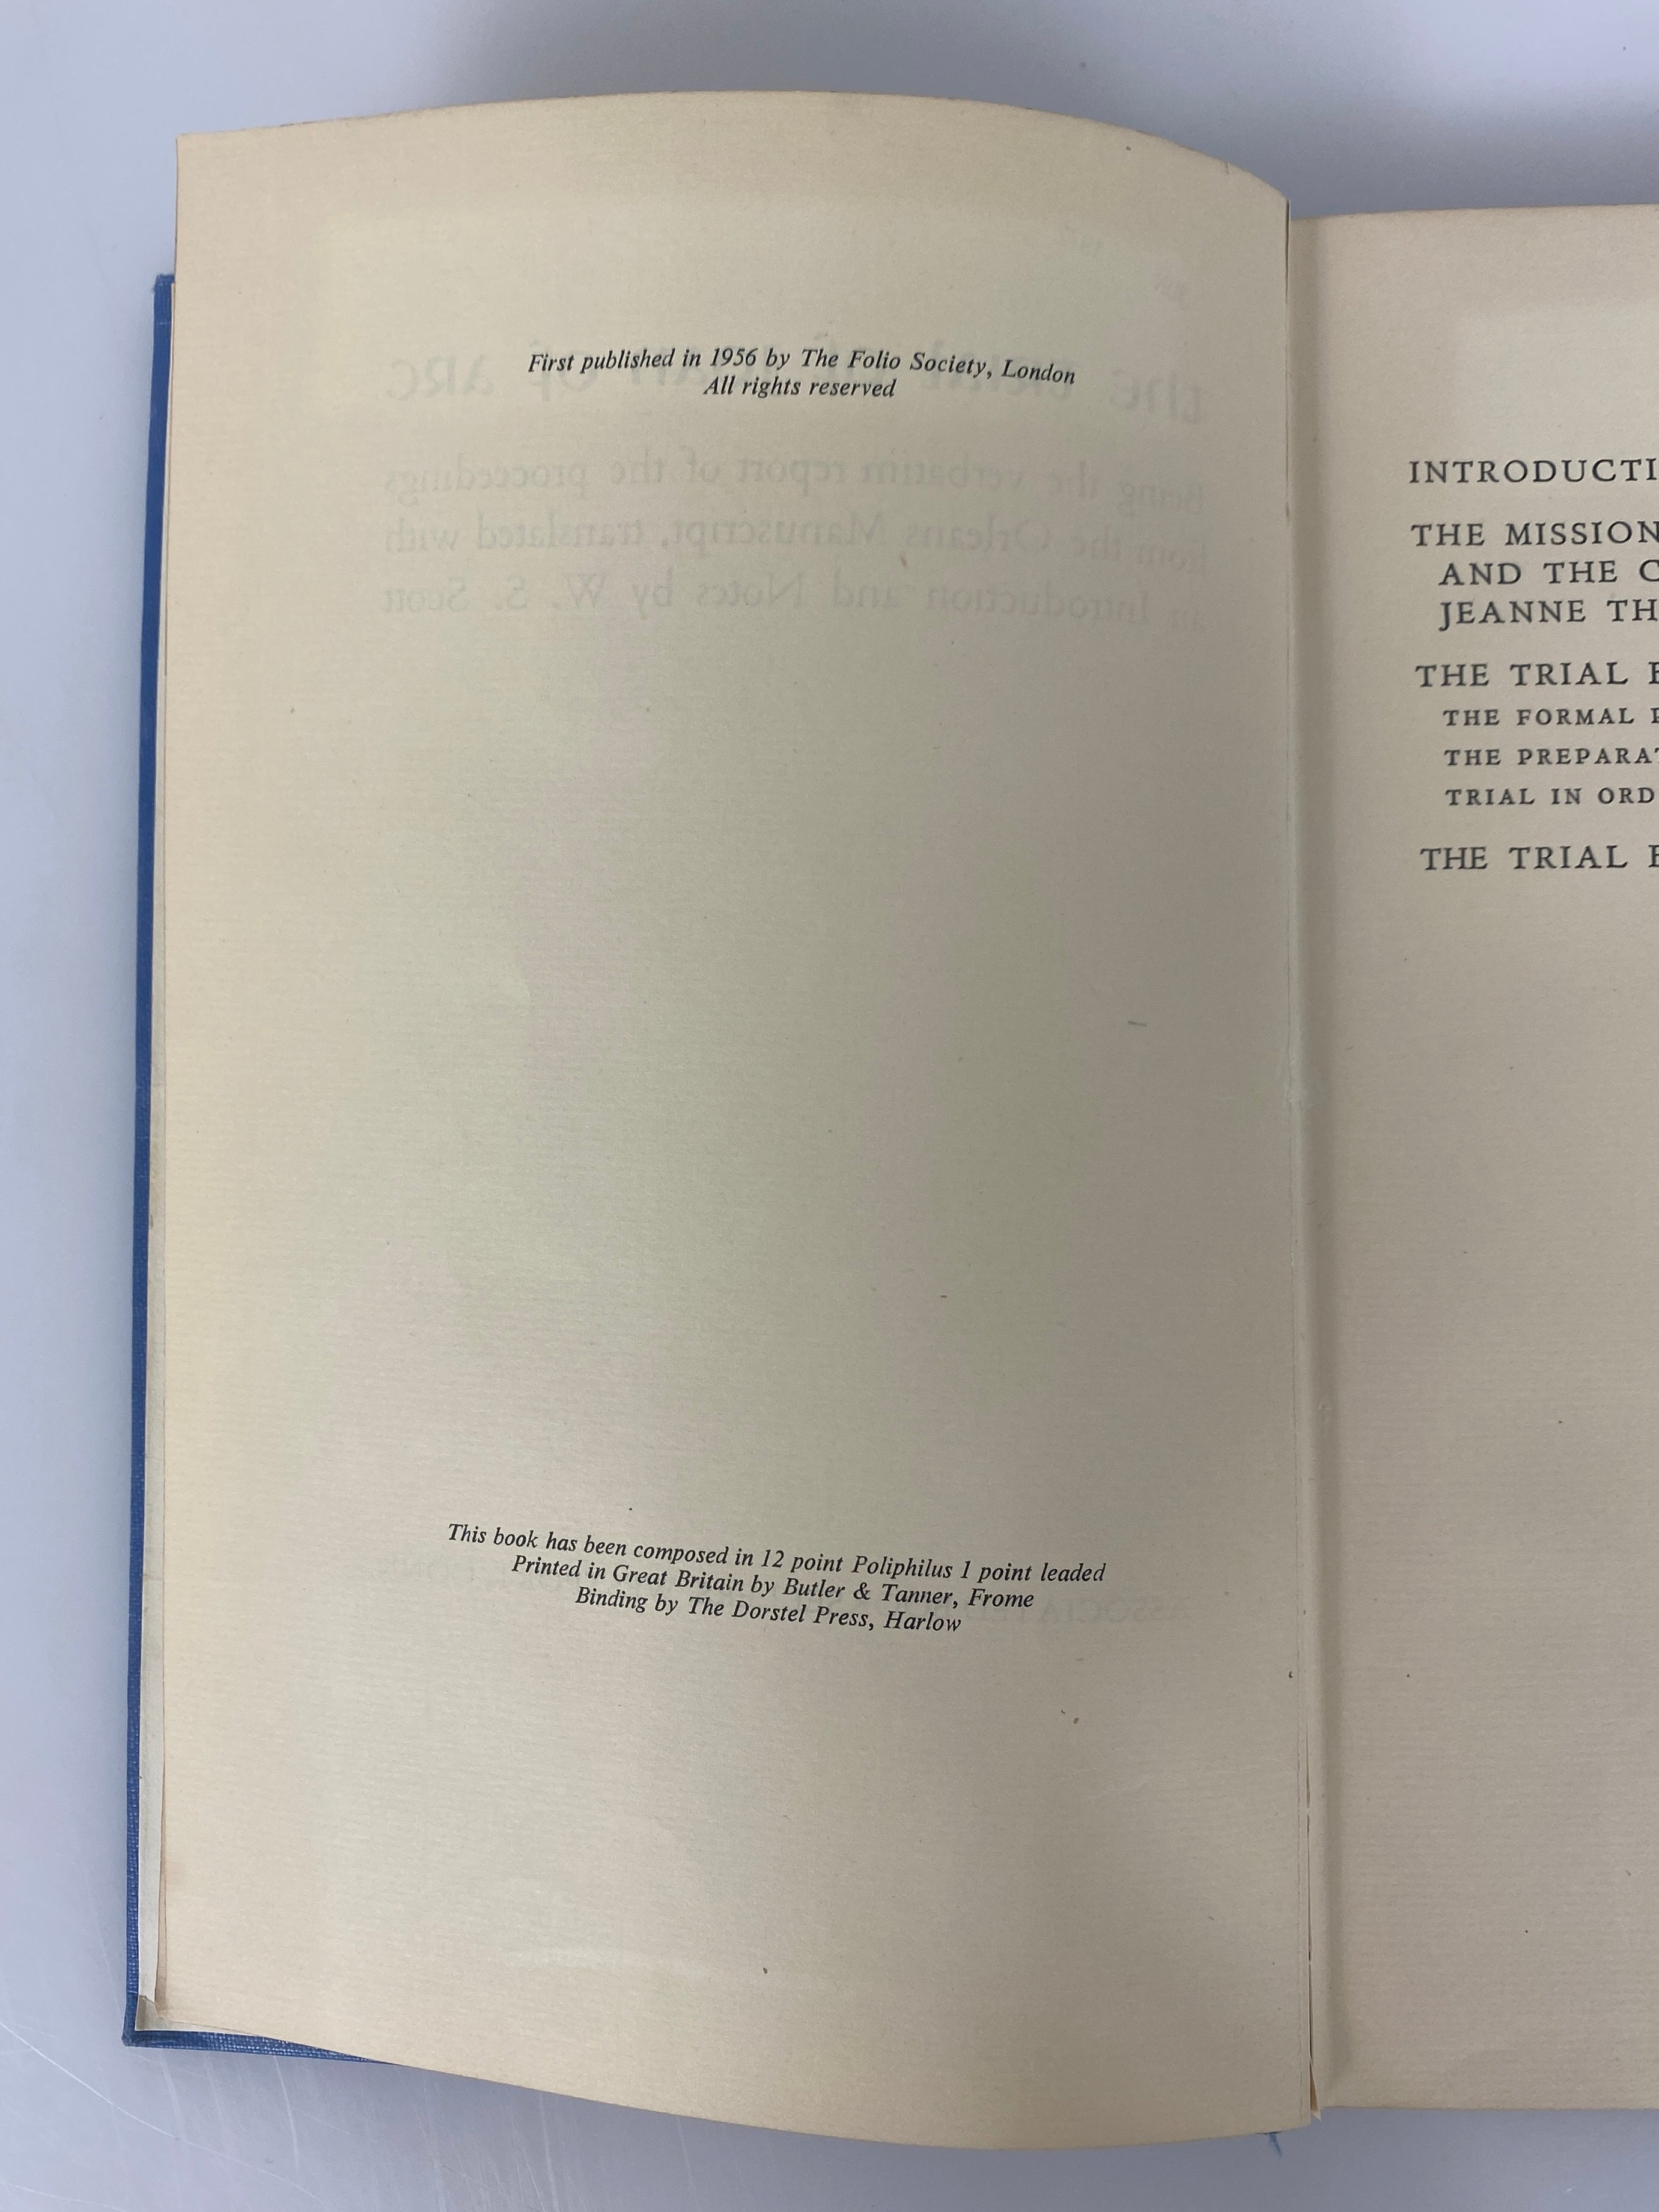 First published in 1956 by The Folio Society, London
All rights reserved
This book has been composed in 12 point Poliphilus 1 point leaded
Printed in Great Britain by Butler & Tanner, Frome
Binding by The Dorstel Press, Harlow
INTRODUCTI
THE MISSION
AND THE C
JEANNE TH
THE TRIAL
THE FORMAL
THE PREPARAT
TRIAL IN ORD
THE TRIAL